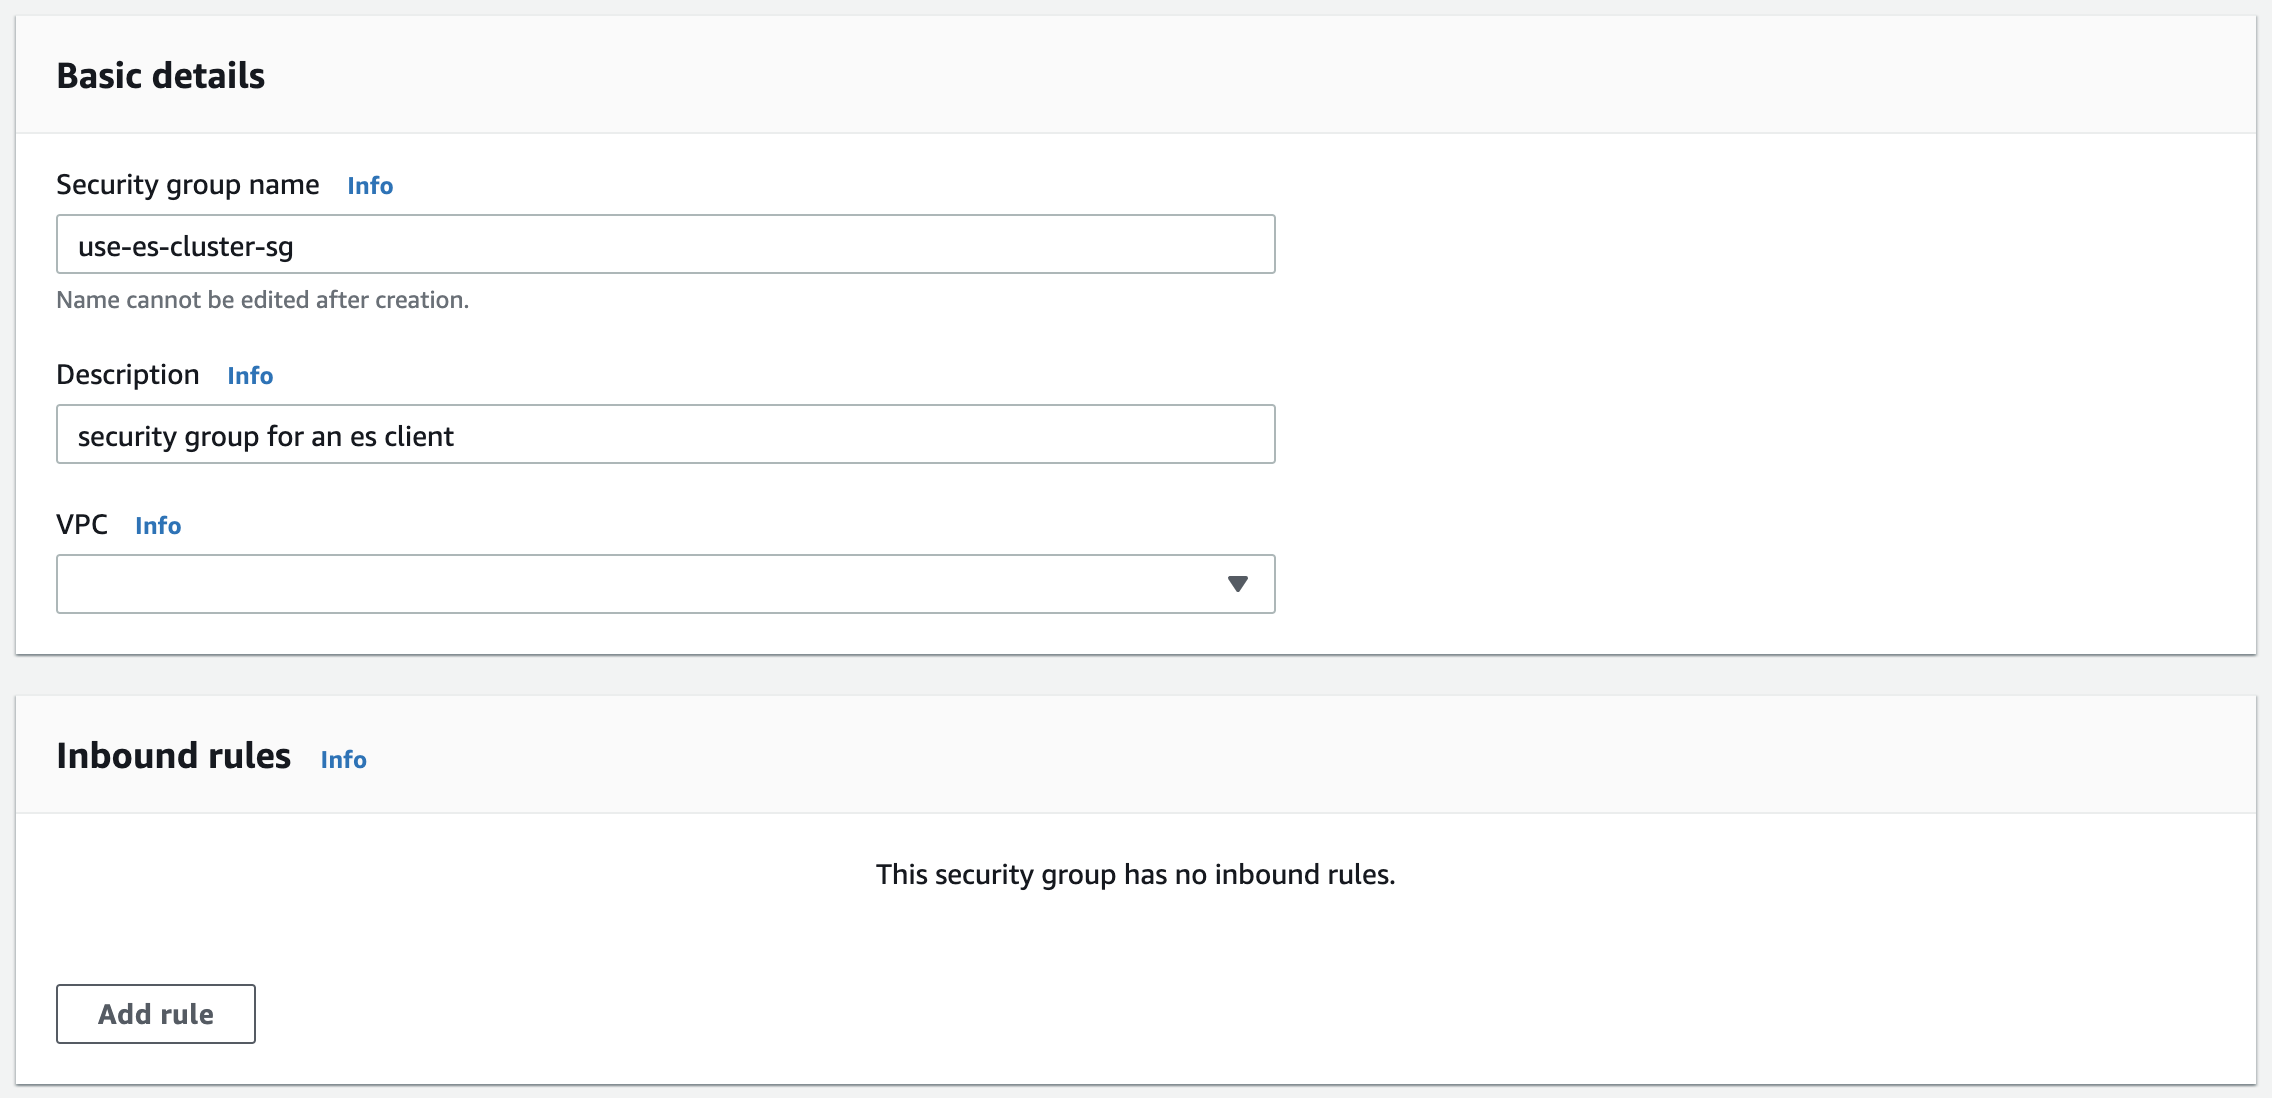 Basic details
Security group name Info
use-es-cluster-sg
Name cannot be edited after creation.
Description Info
security group for an es client
VPC Info
Inbound rules Info
This security group has no inbound rules.
Add rule